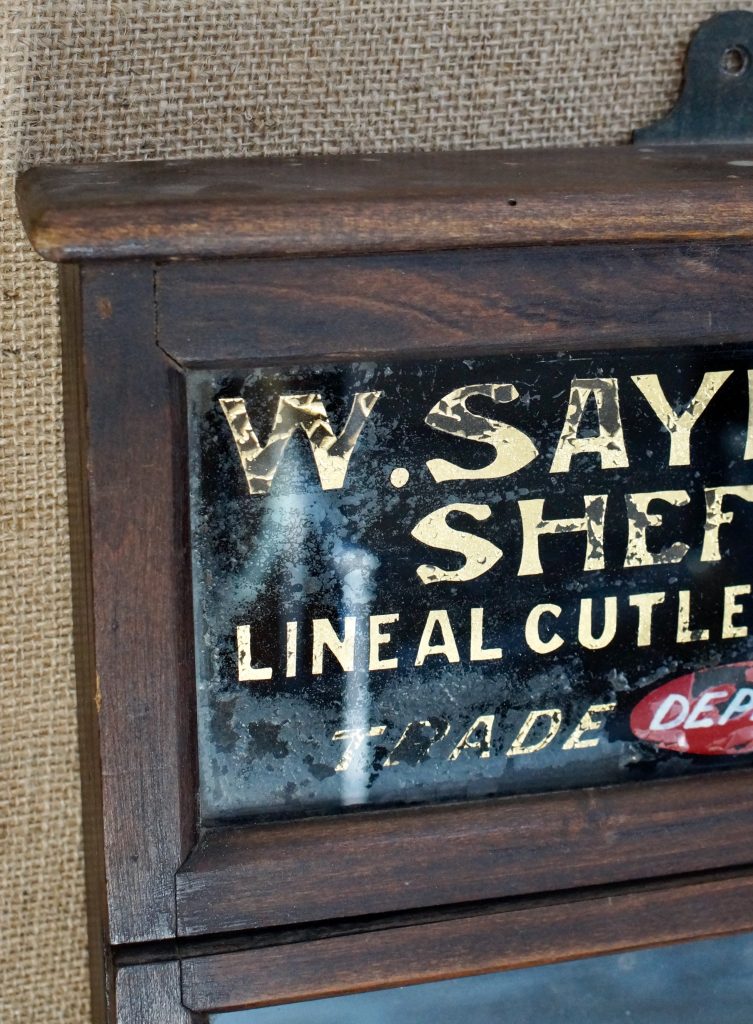 W. SAY
SHEF
LINEAL CUTLE
TRADE DEP